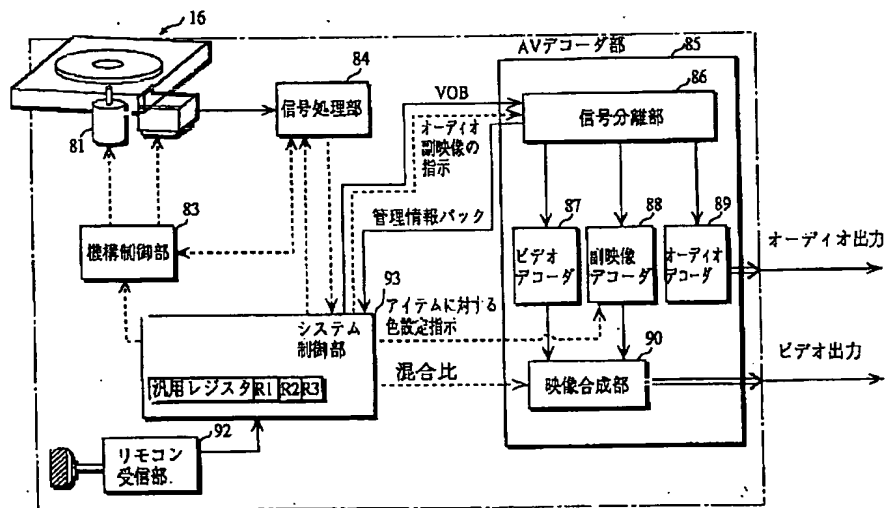 16
AVデコーダ部
85
84
信号処理部
VOB
86
信号分離部
オーディオ
副映像の
指示
81
83
機構制御部
管理情報パック
87
ビデオ
デコーダ
88
副映像
デコーダ
89
オーディオ
デコーダ
オーディオ出力
93
システム
制御部
アイテムに対する
色設定指示
汎用レジスタ R1 R2 R3
混合比
90
映像合成部
ビデオ出力
92
リモコン
受信部